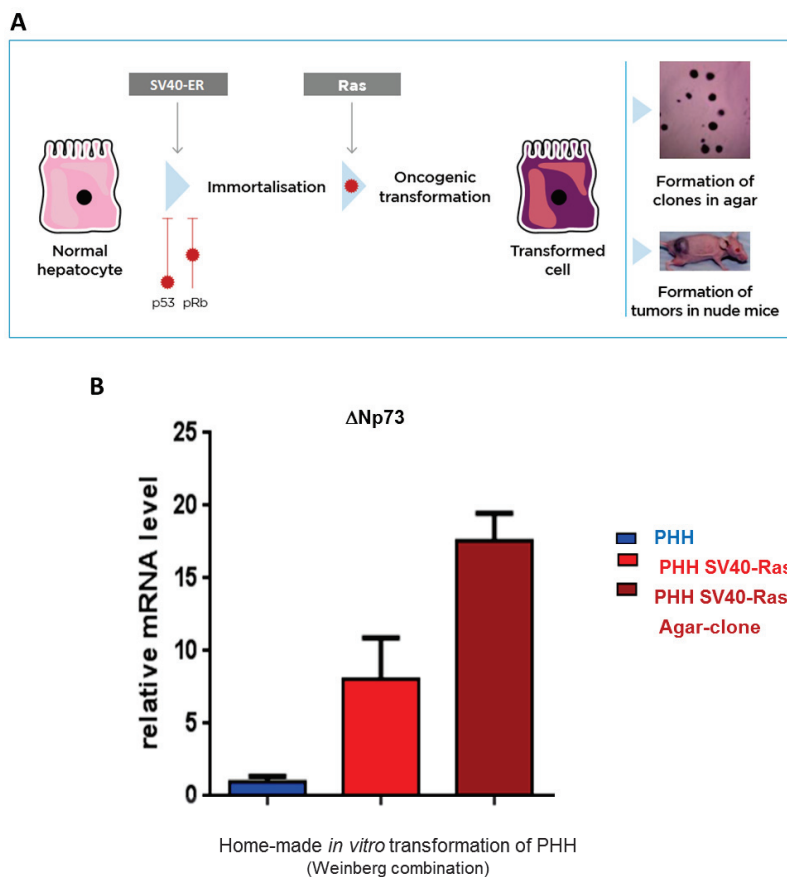 A
SV40-ER
Ras
Normal
hepatocyte
Immortalisation
Oncogenic
transformation
Transformed
cell
p53
pRb
Formation of
clones in agar
Formation of
tumors in nude mice
B
ΔNp73
relative mRNA level
25
20
15
10
5
0
PHH
PHH SV40-Ras
PHH SV40-Ras
Agar-clone
Home-made in vitro transformation of PHH
(Weinberg combination)